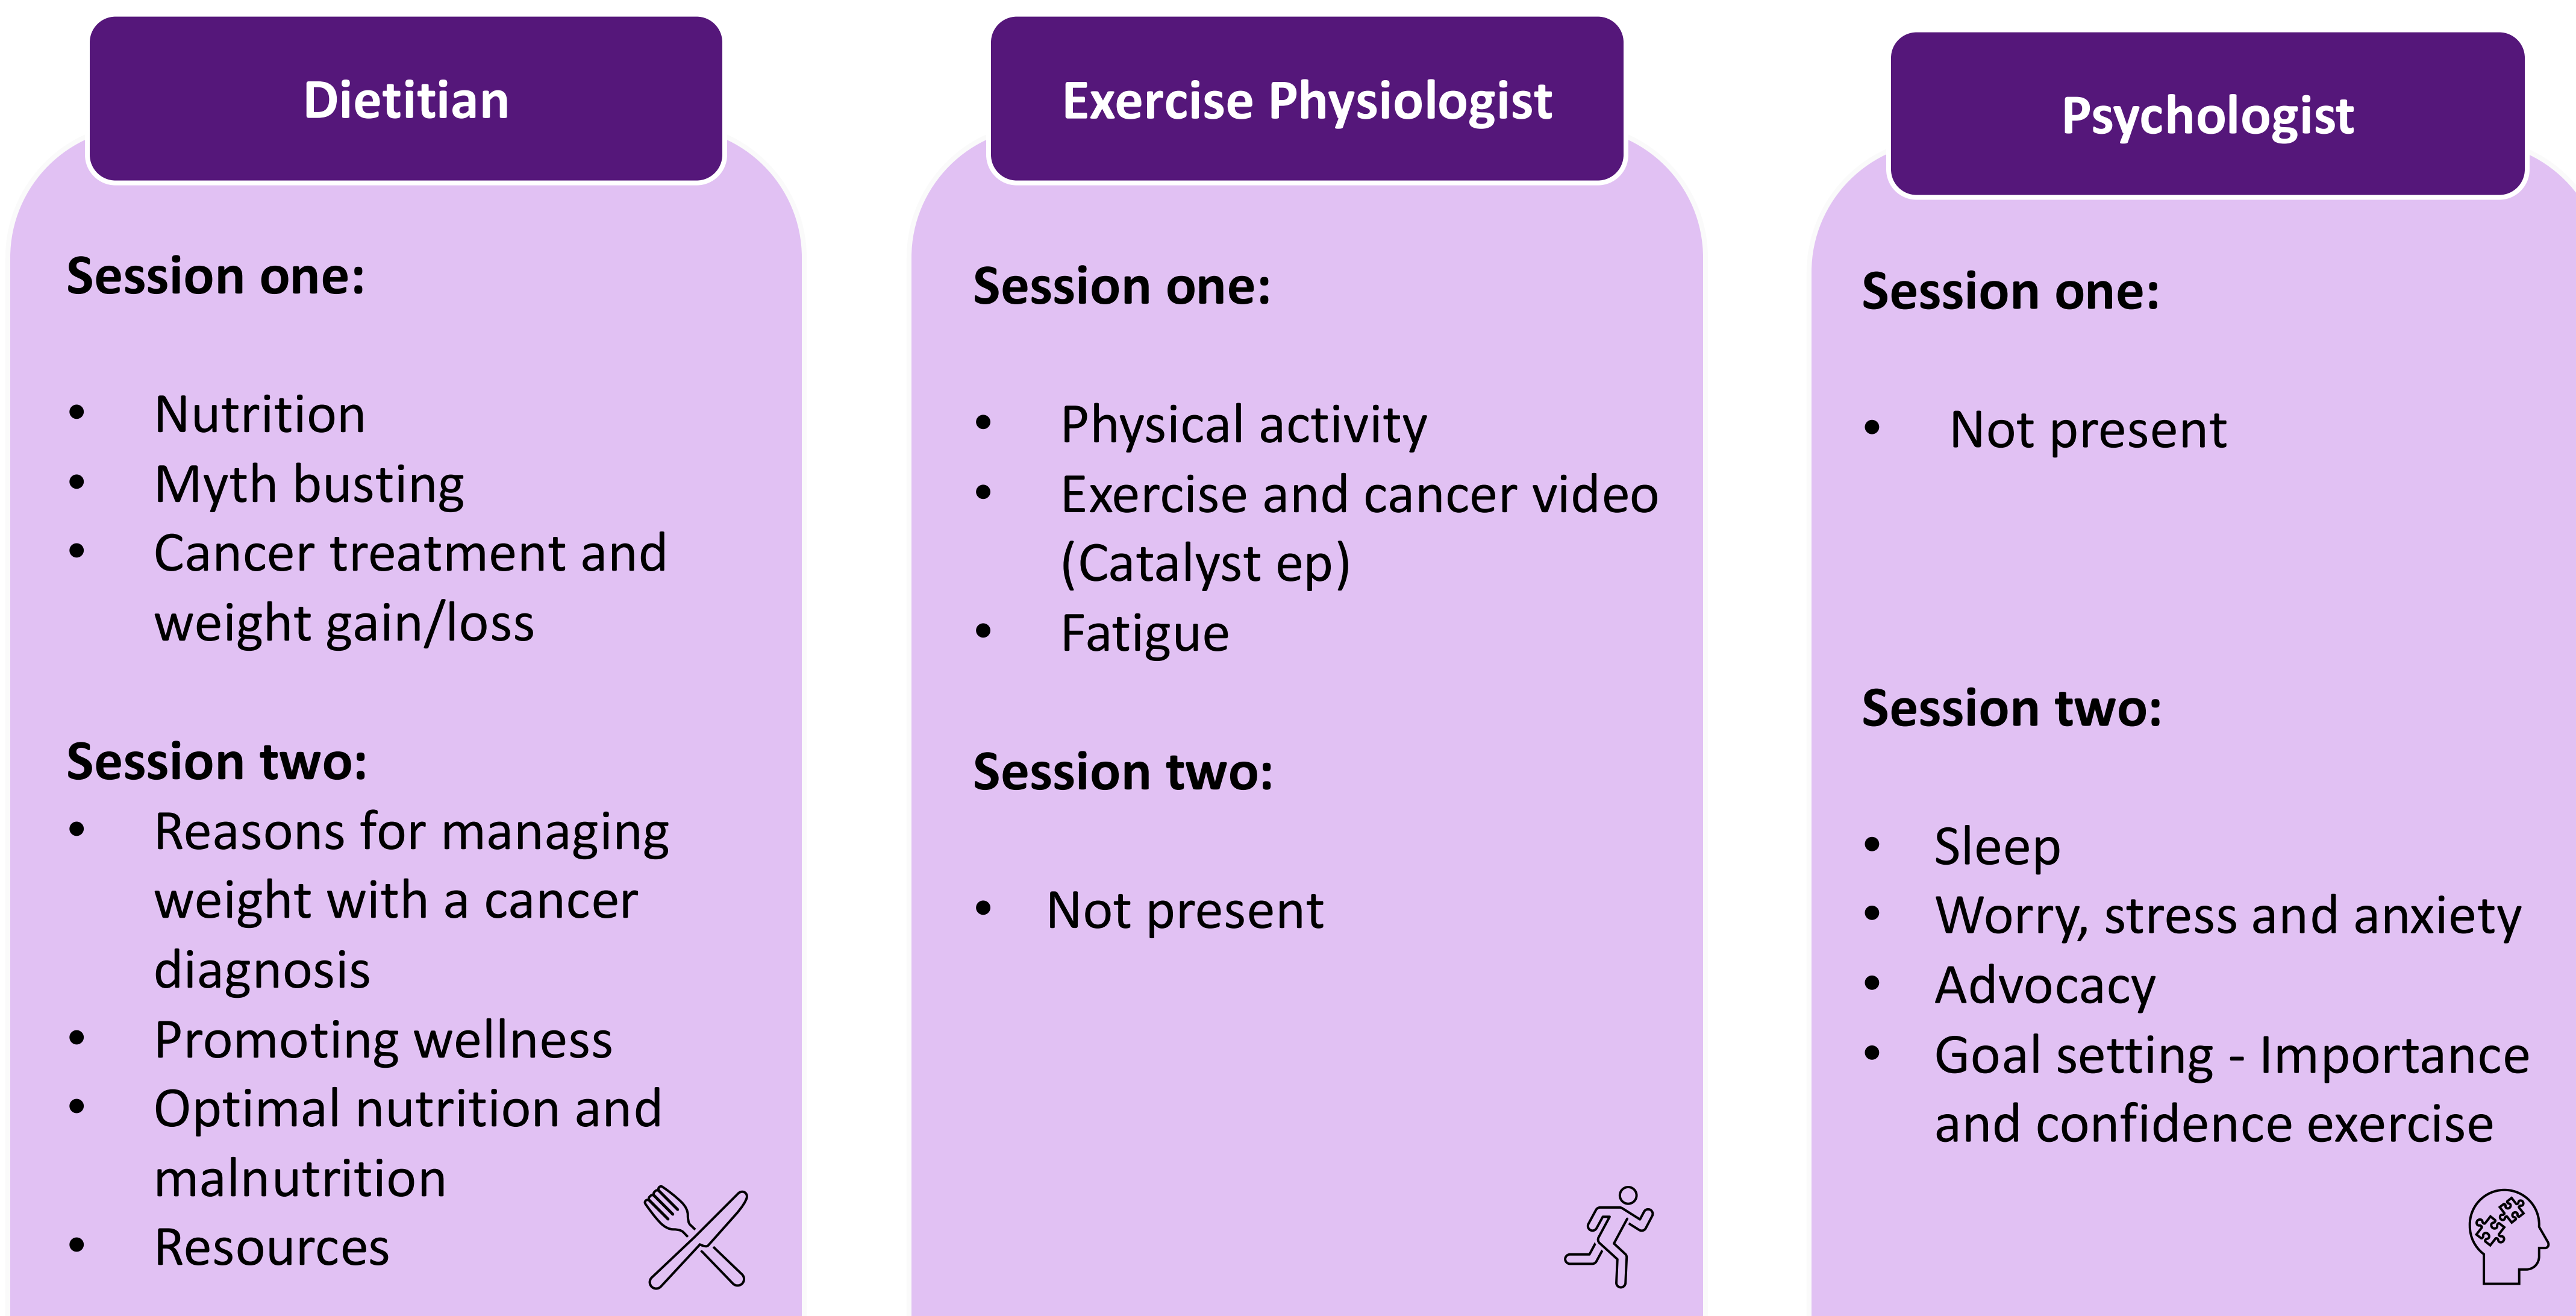 Dietitian
Session one:
• Nutrition
• Myth busting
• Cancer treatment and
weight gain/loss
Session two:
• Reasons for managing
weight with a cancer
diagnosis
• Promoting wellness
• Optimal nutrition and
malnutrition
• Resources
Exercise Physiologist
Session one:
• Physical activity
• Exercise and cancer video
(Catalyst ep)
• Fatigue
Session two:
• Not present
Psychologist
Session one:
• Not present
Session two:
• Sleep
• Worry, stress and anxiety
• Advocacy
• Goal setting - Importance
and confidence exercise